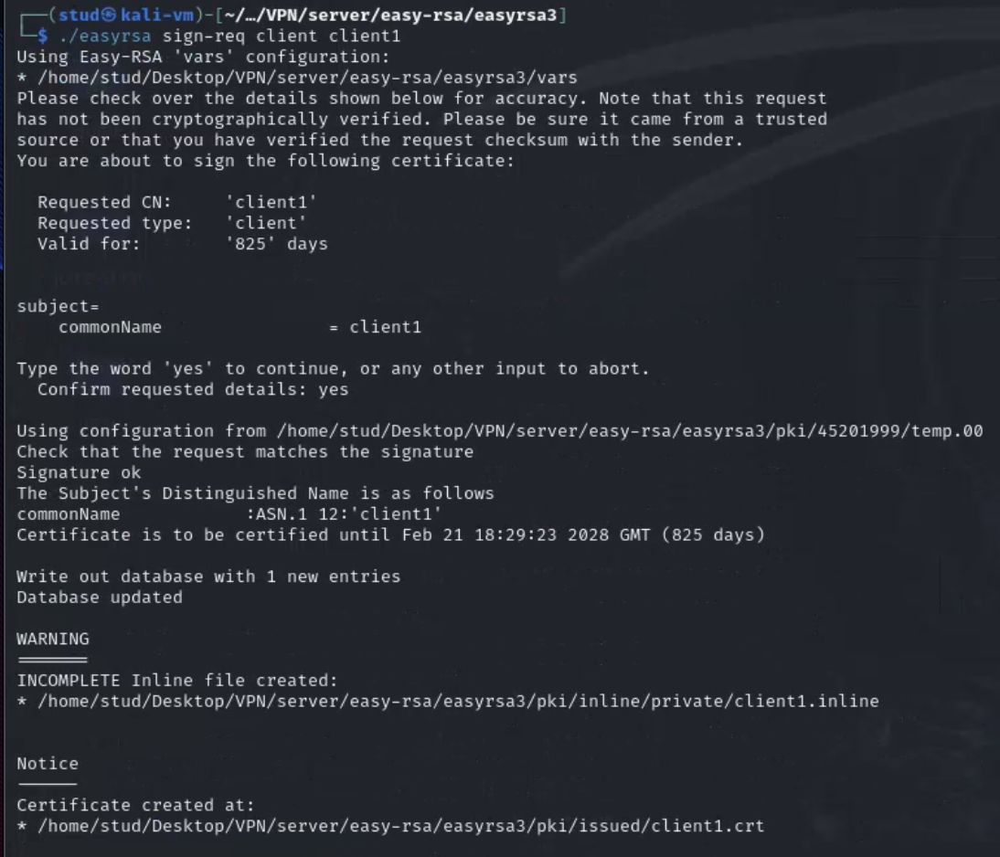 ┌──(stud㉿kali-vm)-[~/…/VPN/server/easy-rsa/easyrsa3]
└─$ ./easyrsa sign-req client client1
Using Easy-RSA 'vars' configuration:
* /home/stud/Desktop/VPN/server/easy-rsa/easyrsa3/vars
Please check over the details shown below for accuracy. Note that this request
has not been cryptographically verified. Please be sure it came from a trusted
source or that you have verified the request checksum with the sender.
You are about to sign the following certificate:
Requested CN: 'client1'
Requested type: 'client'
Valid for: '825' days
subject=
commonName = client1
Type the word 'yes' to continue, or any other input to abort.
Confirm requested details: yes
Using configuration from /home/stud/Desktop/VPN/server/easy-rsa/easyrsa3/pki/45201999/temp.00
Check that the request matches the signature
Signature ok
The Subject's Distinguished Name is as follows
commonName :ASN.1 12:'client1'
Certificate is to be certified until Feb 21 18:29:23 2028 GMT (825 days)
Write out database with 1 new entries
Database updated
WARNING
=======
INCOMPLETE Inline file created:
* /home/stud/Desktop/VPN/server/easy-rsa/easyrsa3/pki/inline/private/client1.inline
Notice
------
Certificate created at:
* /home/stud/Desktop/VPN/server/easy-rsa/easyrsa3/pki/issued/client1.crt